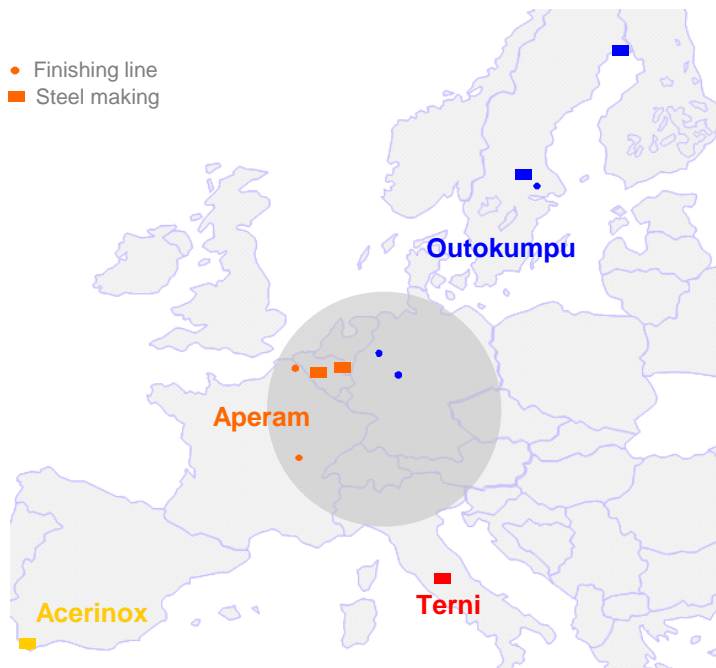 Finishing line
Steel making
Outokumpu
Aperam
Acerinox
Terni